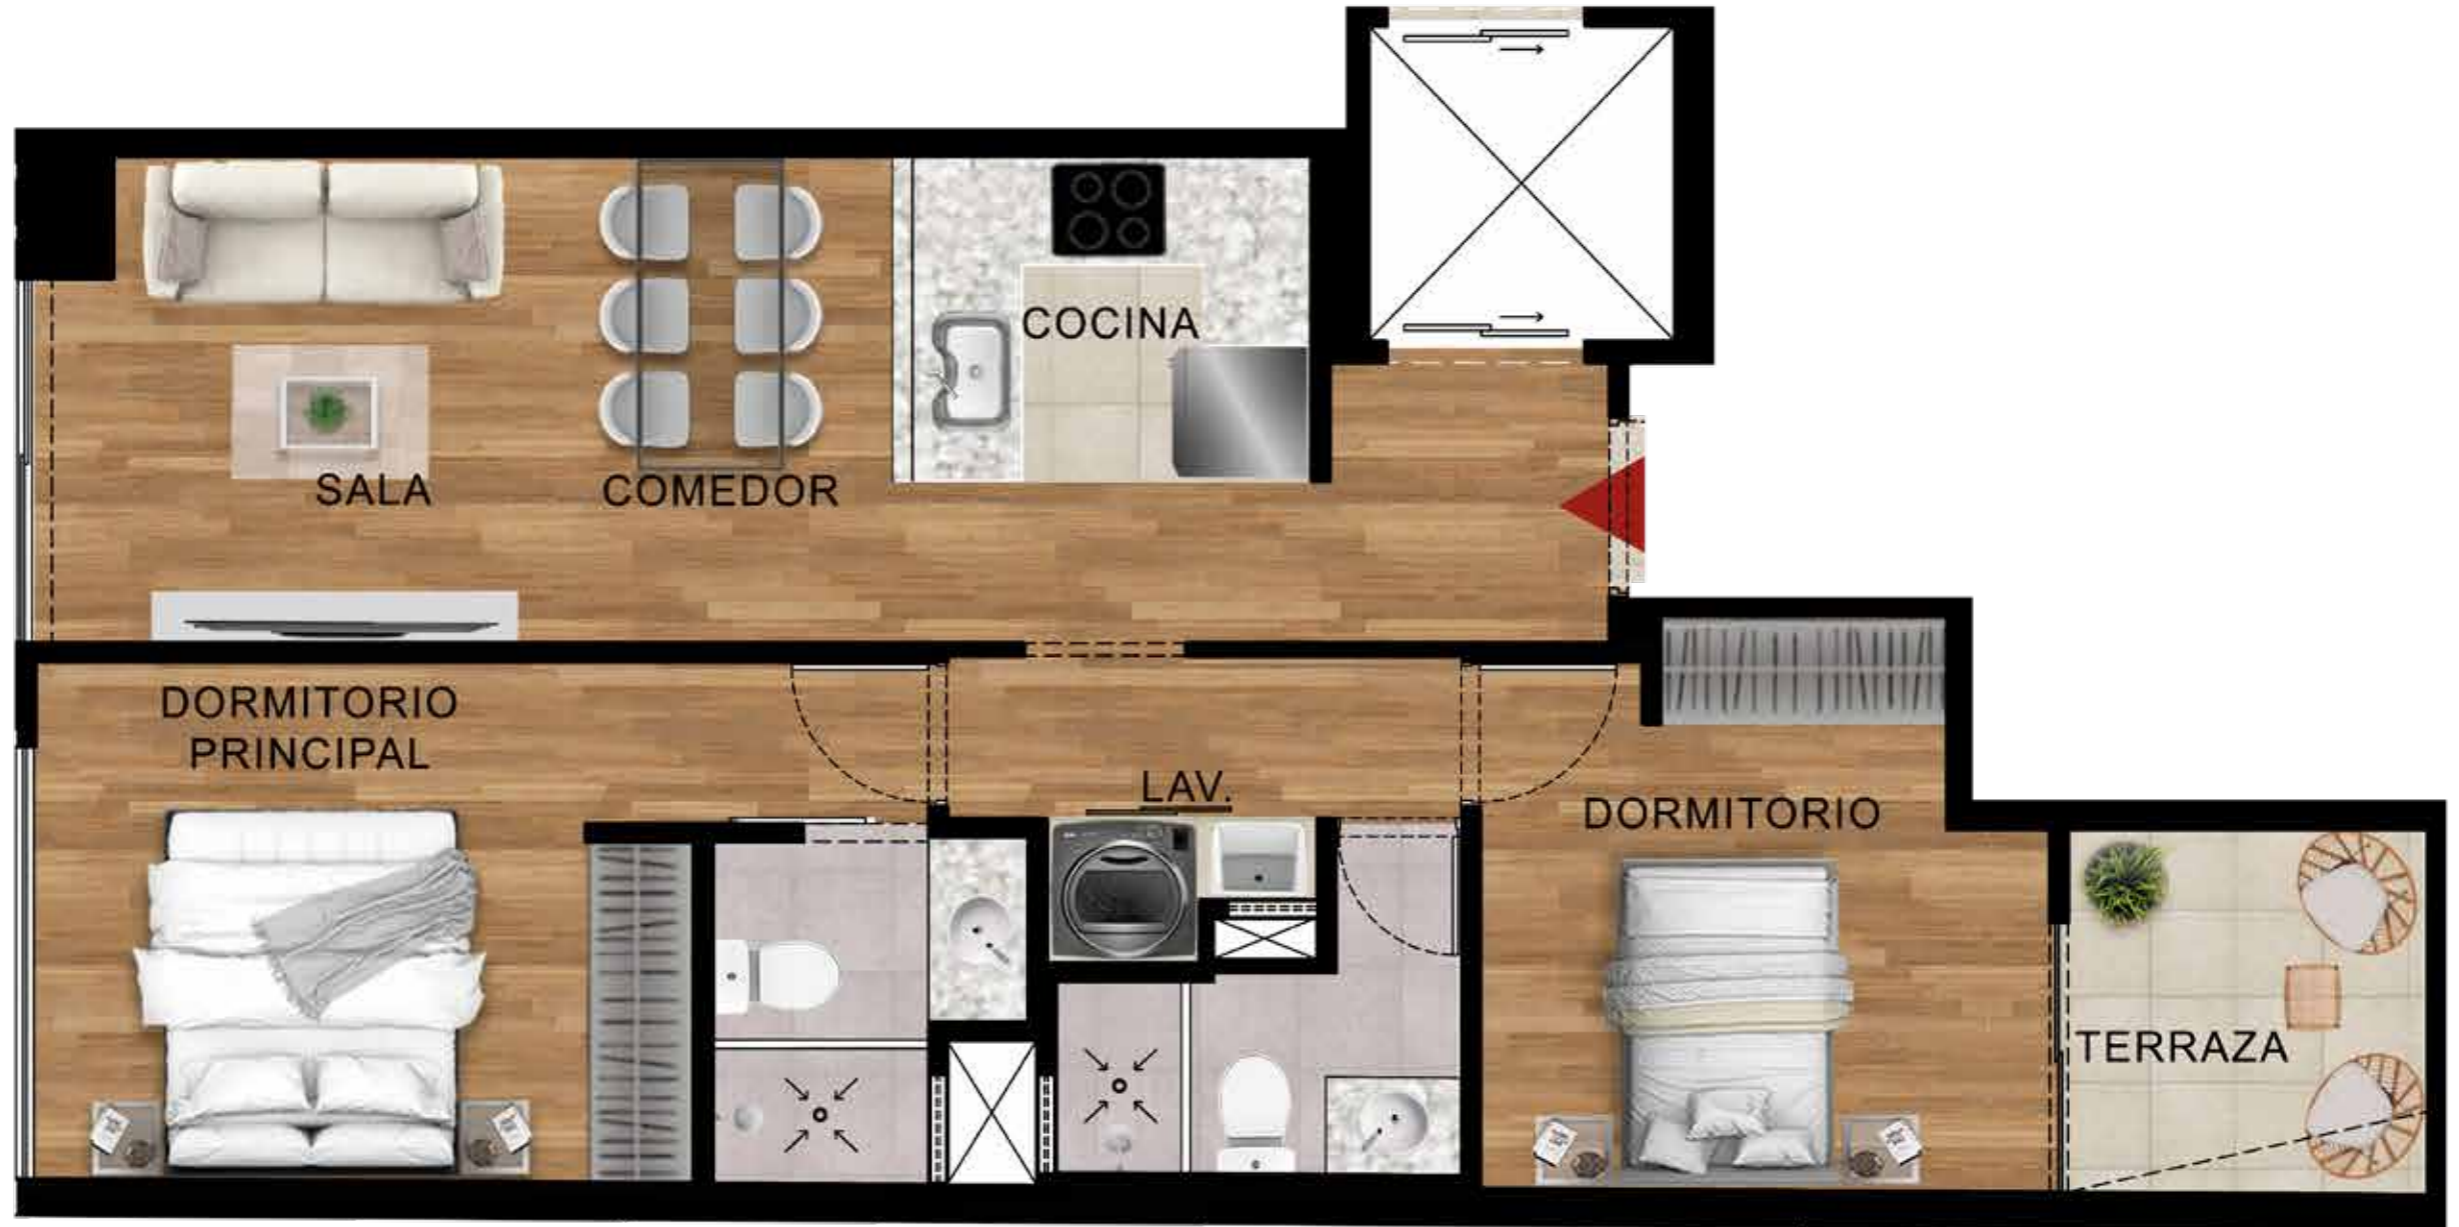 COCINA
SALA
COMEDOR
DORMITORIO
PRINCIPAL
LAV.
DORMITORIO
TERRAZA